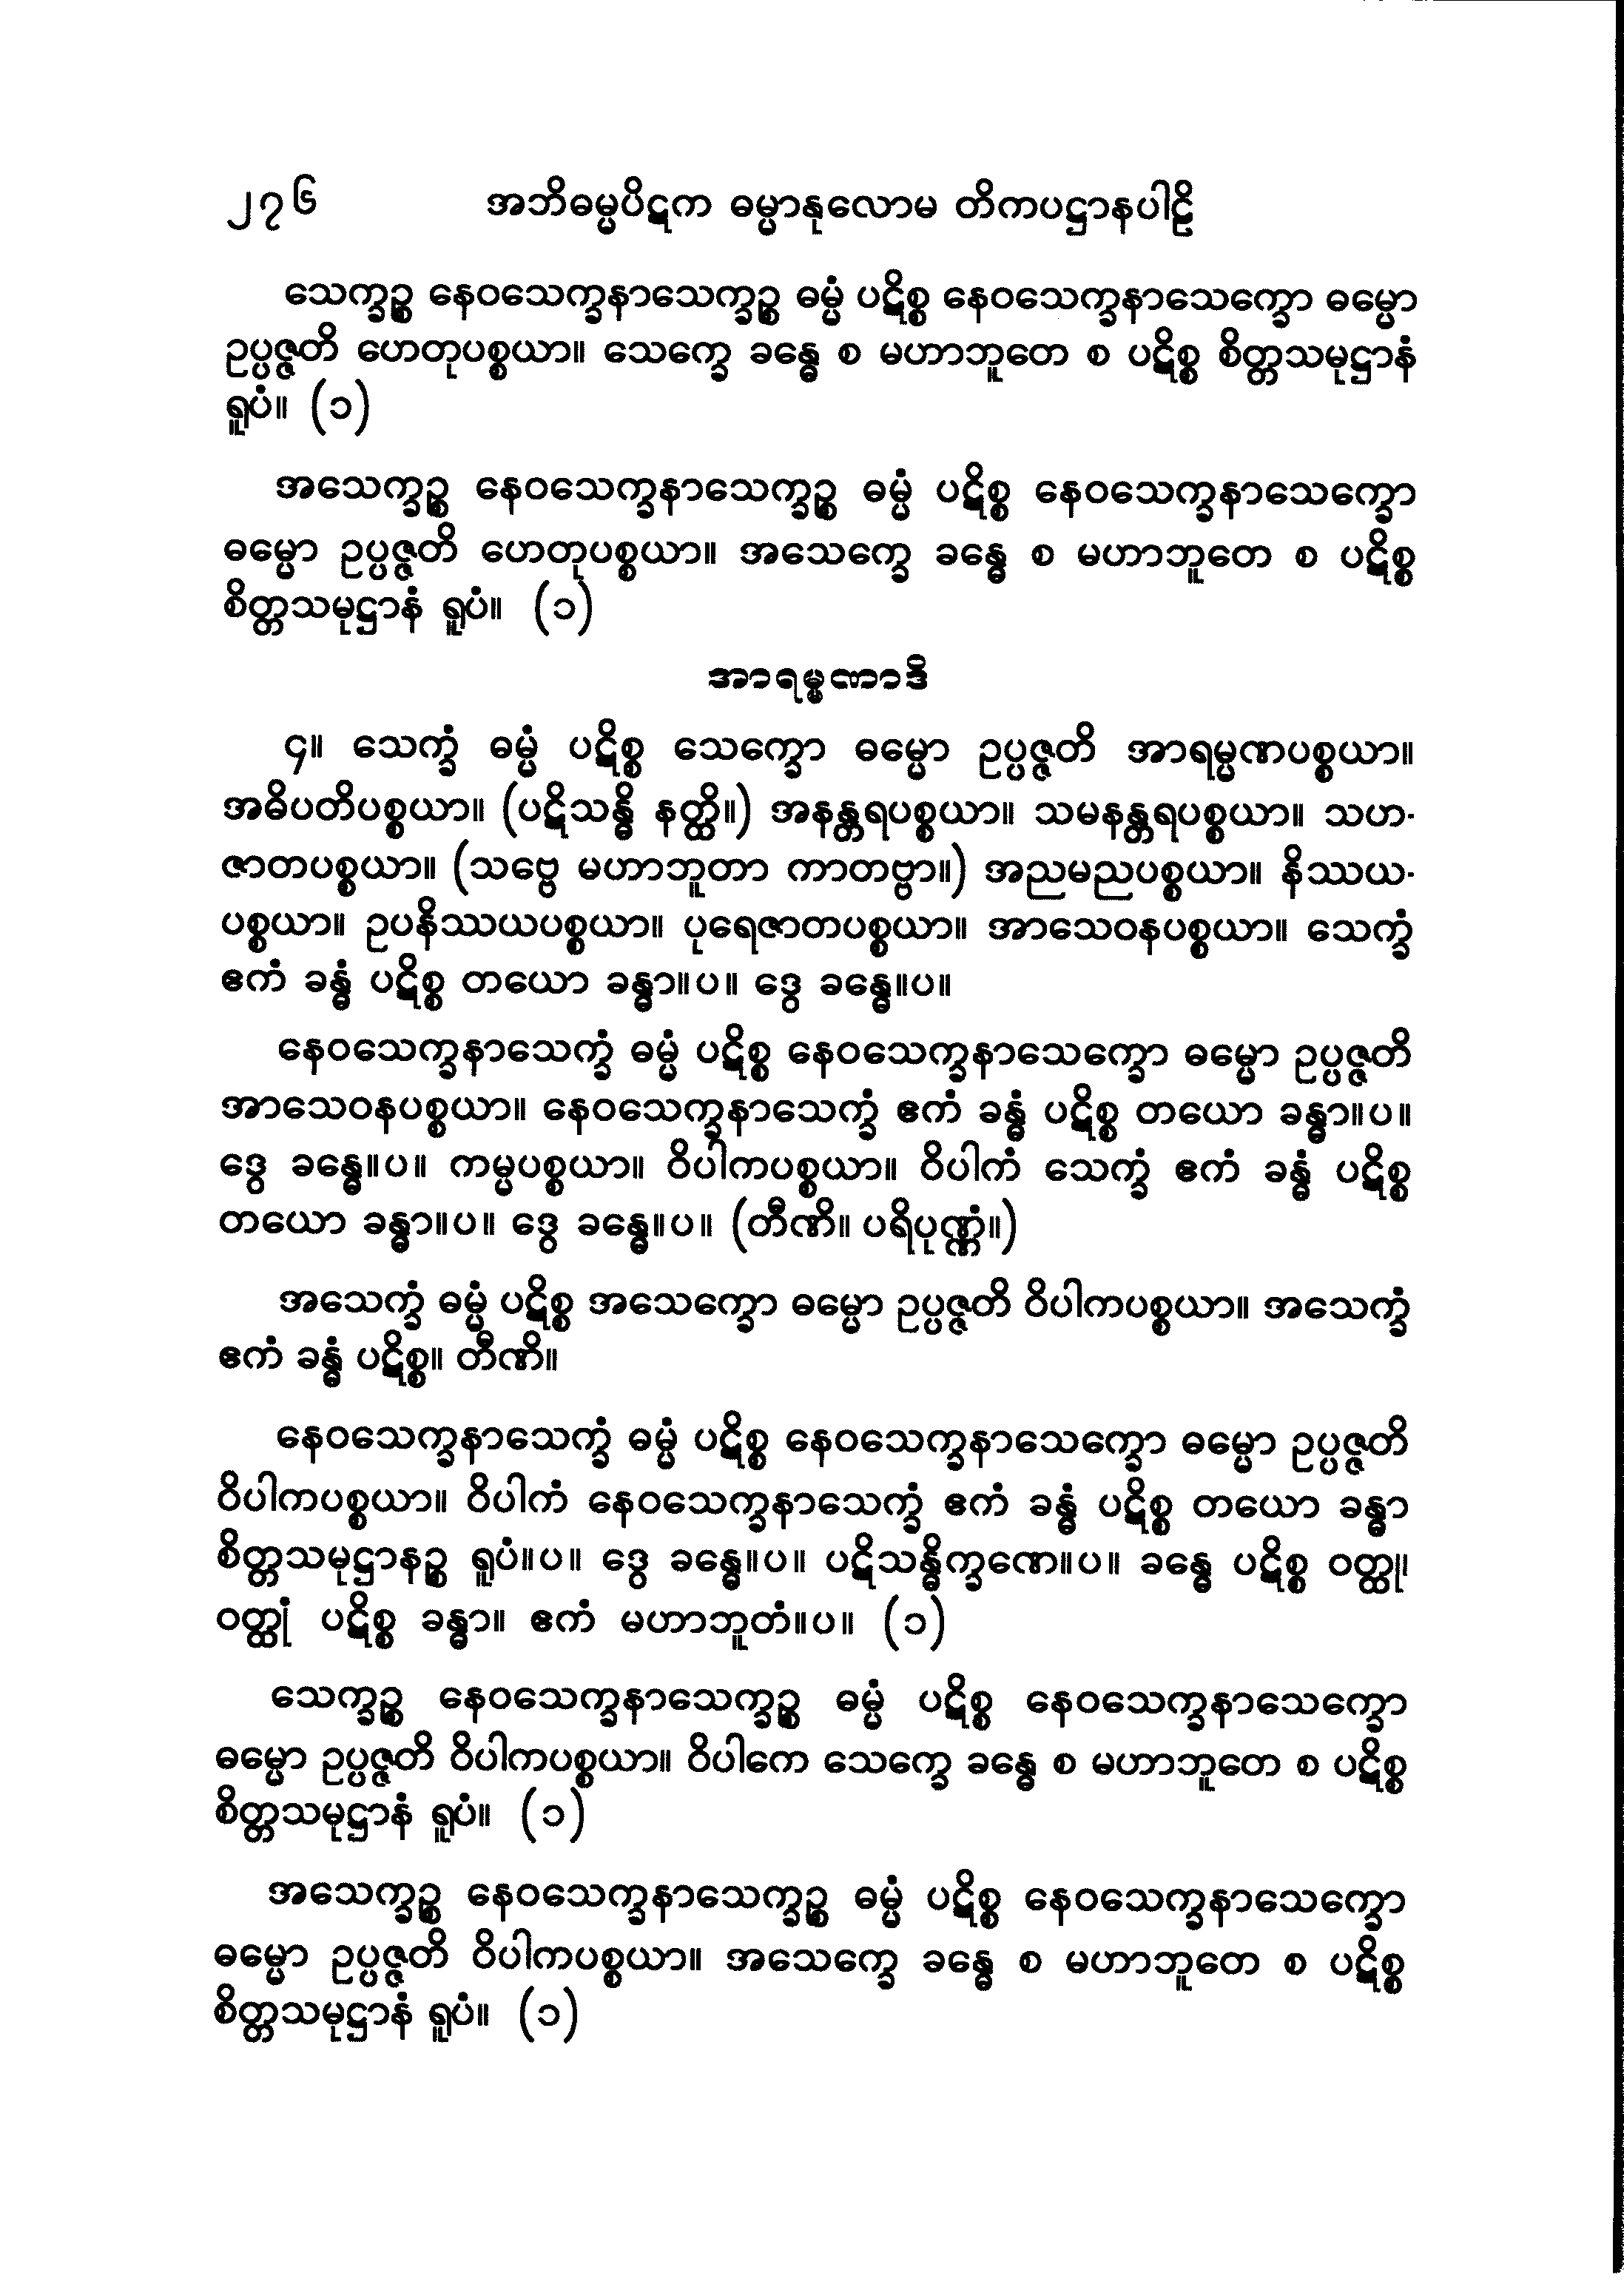 ၂၇၆ အဘိဓမ္မပိဋက ဓမ္မာနုလောမ တိကပဋ္ဌာနပါဠိ
သေက္ခဉ္စ နေဝသေက္ခနာသေက္ခဉ္စ ဓမ္မံ ပဋိစ္စ နေဝသေက္ခနာသေက္ခော ဓမ္မော
ဥပ္ပဇ္ဇတိ ဟေတုပစ္စယာ။ သေက္ခေ ခန္ဓေ စ မဟာဘူတေ စ ပဋိစ္စ စိတ္တသမုဋ္ဌာနံ
ရူပံ။ (၁)
အသေက္ခဉ္စ နေဝသေက္ခနာသေက္ခဉ္စ ဓမ္မံ ပဋိစ္စ နေဝသေက္ခနာသေက္ခော
ဓမ္မော ဥပ္ပဇ္ဇတိ ဟေတုပစ္စယာ။ အသေက္ခေ ခန္ဓေ စ မဟာဘူတေ စ ပဋိစ္စ
စိတ္တသမုဋ္ဌာနံ ရူပံ။ (၁)
အာရမ္မဏာဒိ
၄။ သေက္ခံ ဓမ္မံ ပဋိစ္စ သေက္ခော ဓမ္မော ဥပ္ပဇ္ဇတိ အာရမ္မဏပစ္စယာ။
အဓိပတိပစ္စယာ။ (ပဋိသန္ဓိ နတ္ထိ။) အနန္တရပစ္စယာ။ သမနန္တရပစ္စယာ။ သဟ-
ဇာတပစ္စယာ။ (သဗ္ဗေ မဟာဘူတာ ကာတဗ္ဗာ။) အညမညပစ္စယာ။ နိဿယ-
ပစ္စယာ။ ဥပနိဿယပစ္စယာ။ ပုရေဇာတပစ္စယာ။ အာသေဝနပစ္စယာ။ သေက္ခံ
ဧကံ ခန္ဓံ ပဋိစ္စ တယော ခန္ဓာ။ပ။ ဒွေ ခန္ဓေ။ပ။
နေဝသေက္ခနာသေက္ခံ ဓမ္မံ ပဋိစ္စ နေဝသေက္ခနာသေက္ခော ဓမ္မော ဥပ္ပဇ္ဇတိ
အာသေဝနပစ္စယာ။ နေဝသေက္ခနာသေက္ခံ ဧကံ ခန္ဓံ ပဋိစ္စ တယော ခန္ဓာ။ပ။
ဒွေ ခန္ဓေ။ပ။ ကမ္မပစ္စယာ။ ဝိပါကပစ္စယာ။ ဝိပါကံ သေက္ခံ ဧကံ ခန္ဓံ ပဋိစ္စ
တယော ခန္ဓာ။ပ။ ဒွေ ခန္ဓေ။ပ။ (တီဏိ။ ပရိပုဏ္ဏံ။)
အသေက္ခံ ဓမ္မံ ပဋိစ္စ အသေက္ခော ဓမ္မော ဥပ္ပဇ္ဇတိ ဝိပါကပစ္စယာ။ အသေက္ခံ
ဧကံ ခန္ဓံ ပဋိစ္စ။ တီဏိ။
နေဝသေက္ခနာသေက္ခံ ဓမ္မံ ပဋိစ္စ နေဝသေက္ခနာသေက္ခော ဓမ္မော ဥပ္ပဇ္ဇတိ
ဝိပါကပစ္စယာ။ ဝိပါကံ နေဝသေက္ခနာသေက္ခံ ဧကံ ခန္ဓံ ပဋိစ္စ တယော ခန္ဓာ
စိတ္တသမုဋ္ဌာနဉ္စ ရူပံ။ပ။ ဒွေ ခန္ဓေ။ပ။ ပဋိသန္ဓိက္ခဏေ။ပ။ ခန္ဓေ ပဋိစ္စ ဝတ္ထု၊
ဝတ္ထုံ ပဋိစ္စ ခန္ဓာ။ ဧကံ မဟာဘူတံ။ပ။ (၁)
သေက္ခဉ္စ နေဝသေက္ခနာသေက္ခဉ္စ ဓမ္မံ ပဋိစ္စ နေဝသေက္ခနာသေက္ခော
ဓမ္မော ဥပ္ပဇ္ဇတိ ဝိပါကပစ္စယာ။ ဝိပါကေ သေက္ခေ ခန္ဓေ စ မဟာဘူတေ စ ပဋိစ္စ
စိတ္တသမုဋ္ဌာနံ ရူပံ။ (၁)
အသေက္ခဉ္စ နေဝသေက္ခနာသေက္ခဉ္စ ဓမ္မံ ပဋိစ္စ နေဝသေက္ခနာသေက္ခော
ဓမ္မော ဥပ္ပဇ္ဇတိ ဝိပါကပစ္စယာ။ အသေက္ခေ ခန္ဓေ စ မဟာဘူတေ စ ပဋိစ္စ
စိတ္တသမုဋ္ဌာနံ ရူပံ။ (၁)